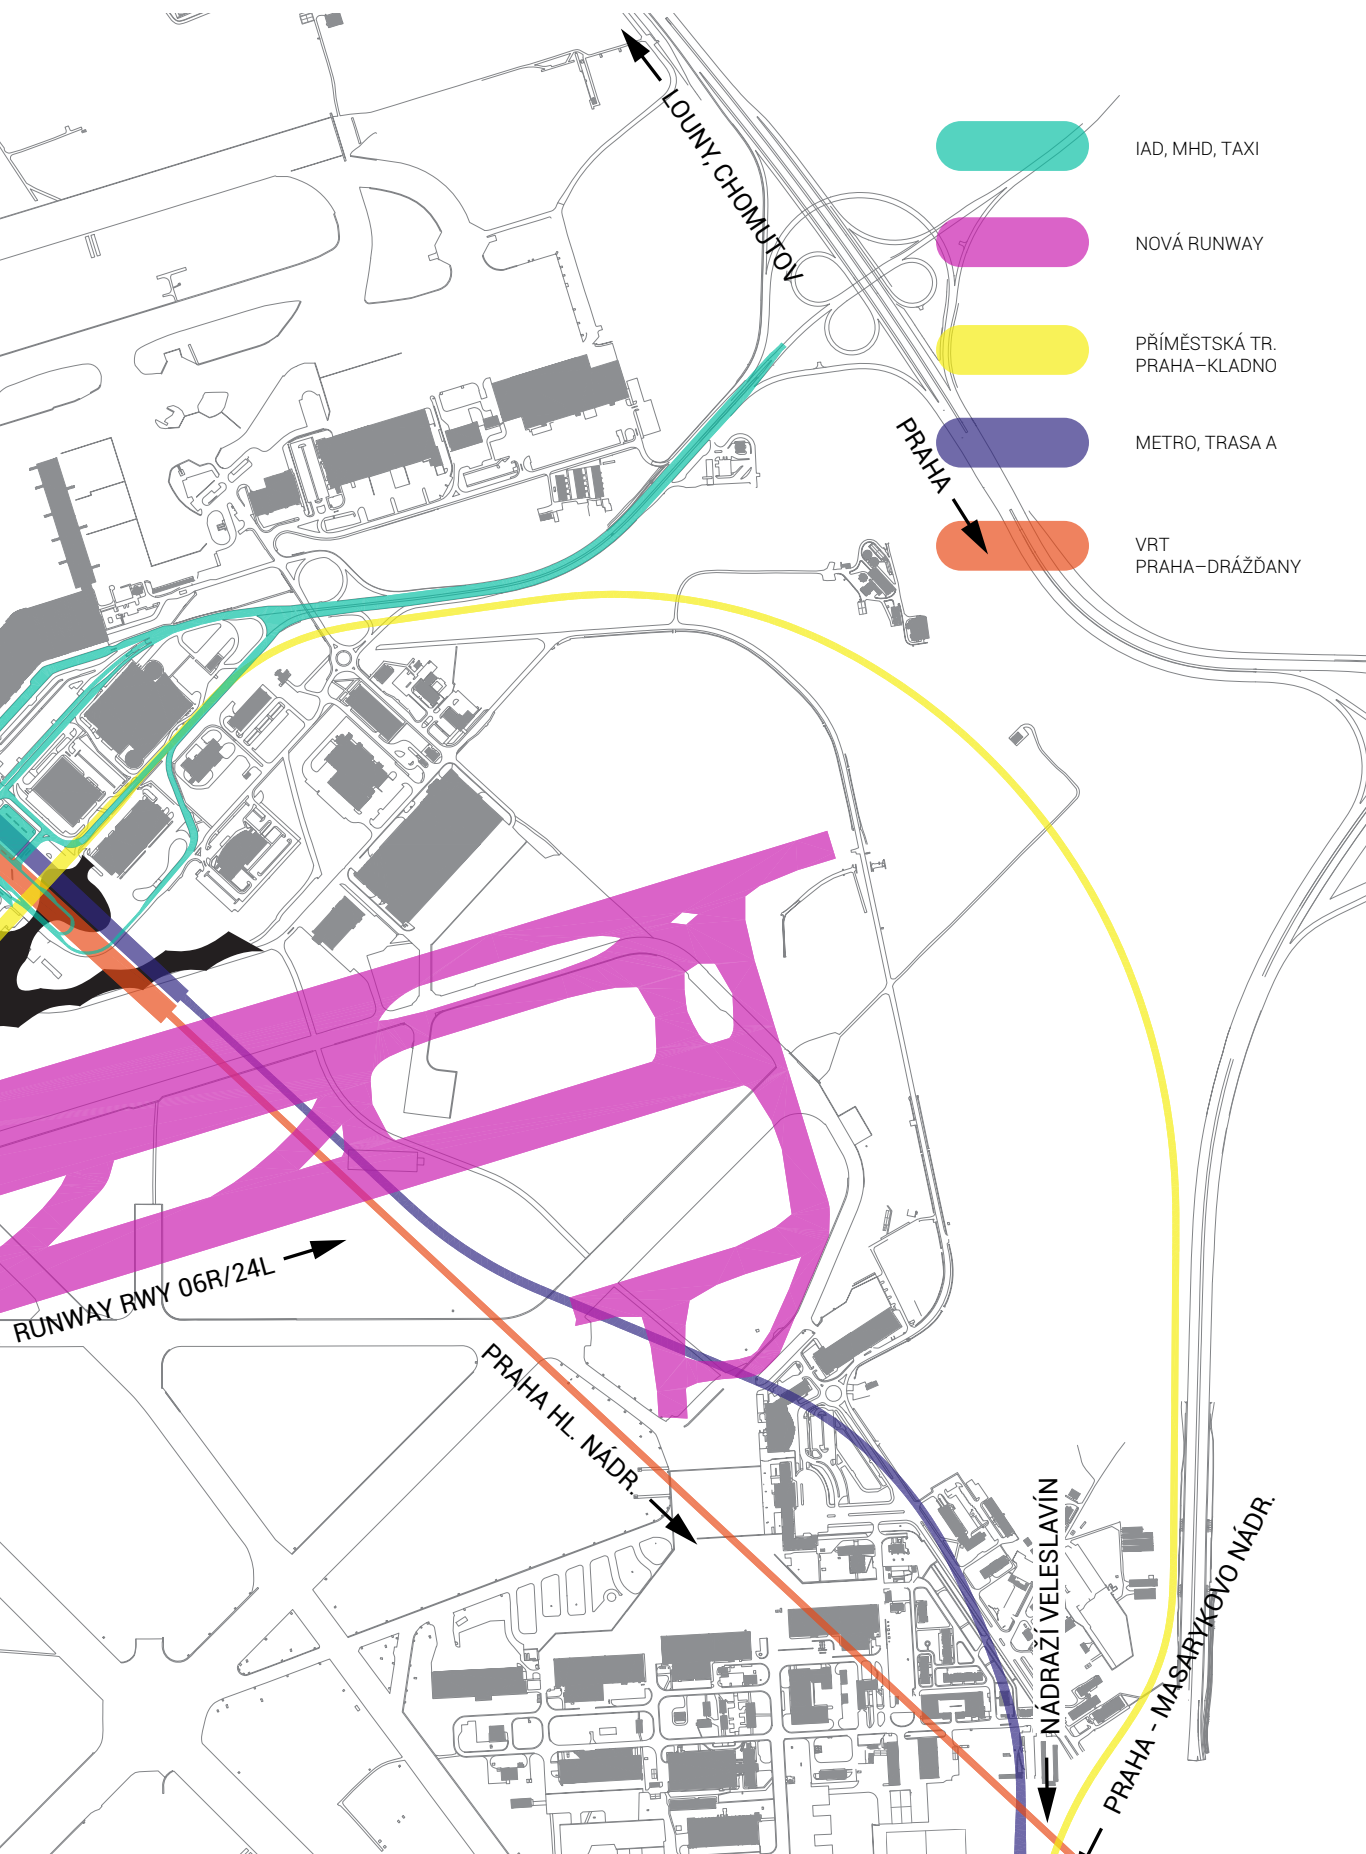 LOUNY, CHOMUTOV
IAD, MHD, TAXI
NOVÁ RUNWAY
PŘÍMĚSTSKÁ TR.
PRAHA–KLADNO
METRO, TRASA A
PRAHA
VRT
PRAHA–DRÁŽĎANY
RUNWAY RWY 06R/24L
PRAHA HL. NÁDR.
NÁDRAŽÍ VELESLAVÍN
PRAHA - MASARYKOVO NÁDR.